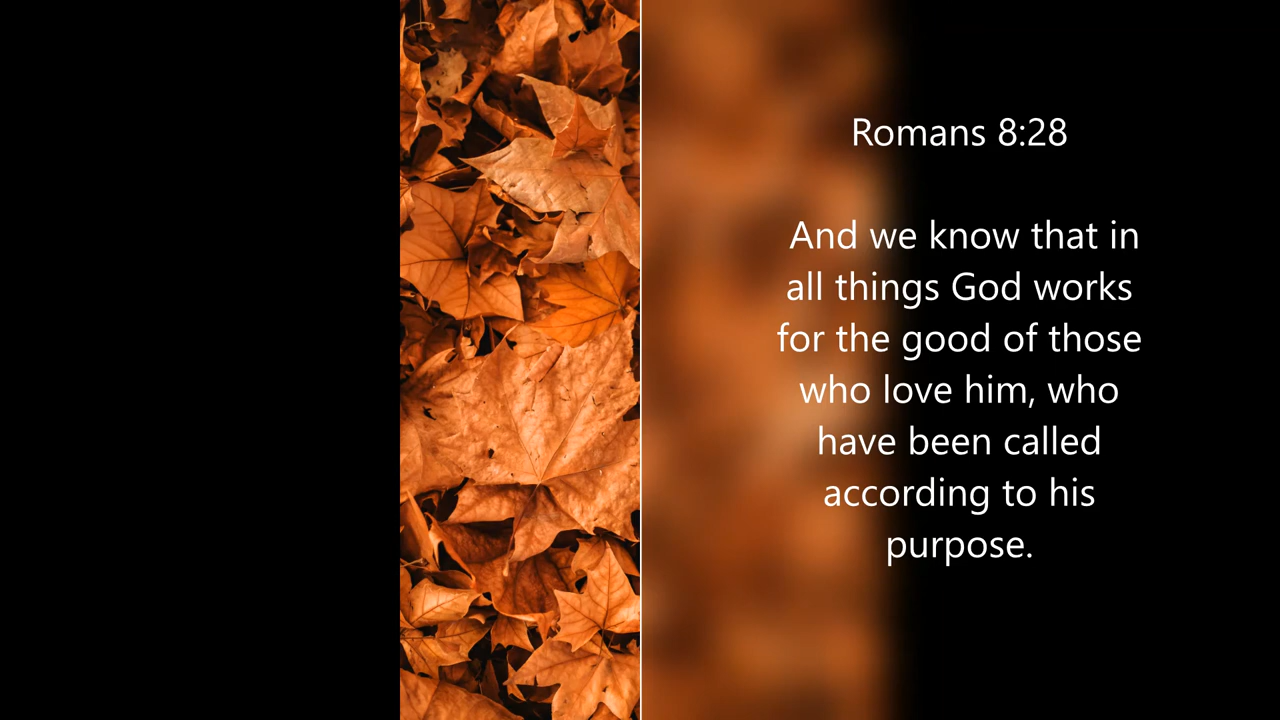 Romans 8:28
And we know that in
all things God works
for the good of those
who love him, who
have been called
according to his
purpose.